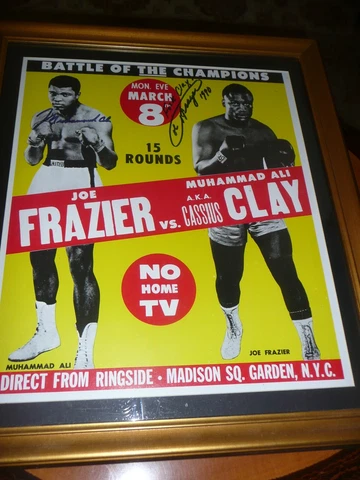 BATTLE OF THE CHAMPIONS
MON. EVE
MARCH
8th
15
ROUNDS
JOE
FRAZIER
vs.
MUHAMMAD ALI
A.K.A.
CASSIUS
CLAY
NO
HOME
TV
MUHAMMAD ALI
JOE FRAZIER
DIRECT FROM RINGSIDE • MADISON SQ. GARDEN, N.Y.C.